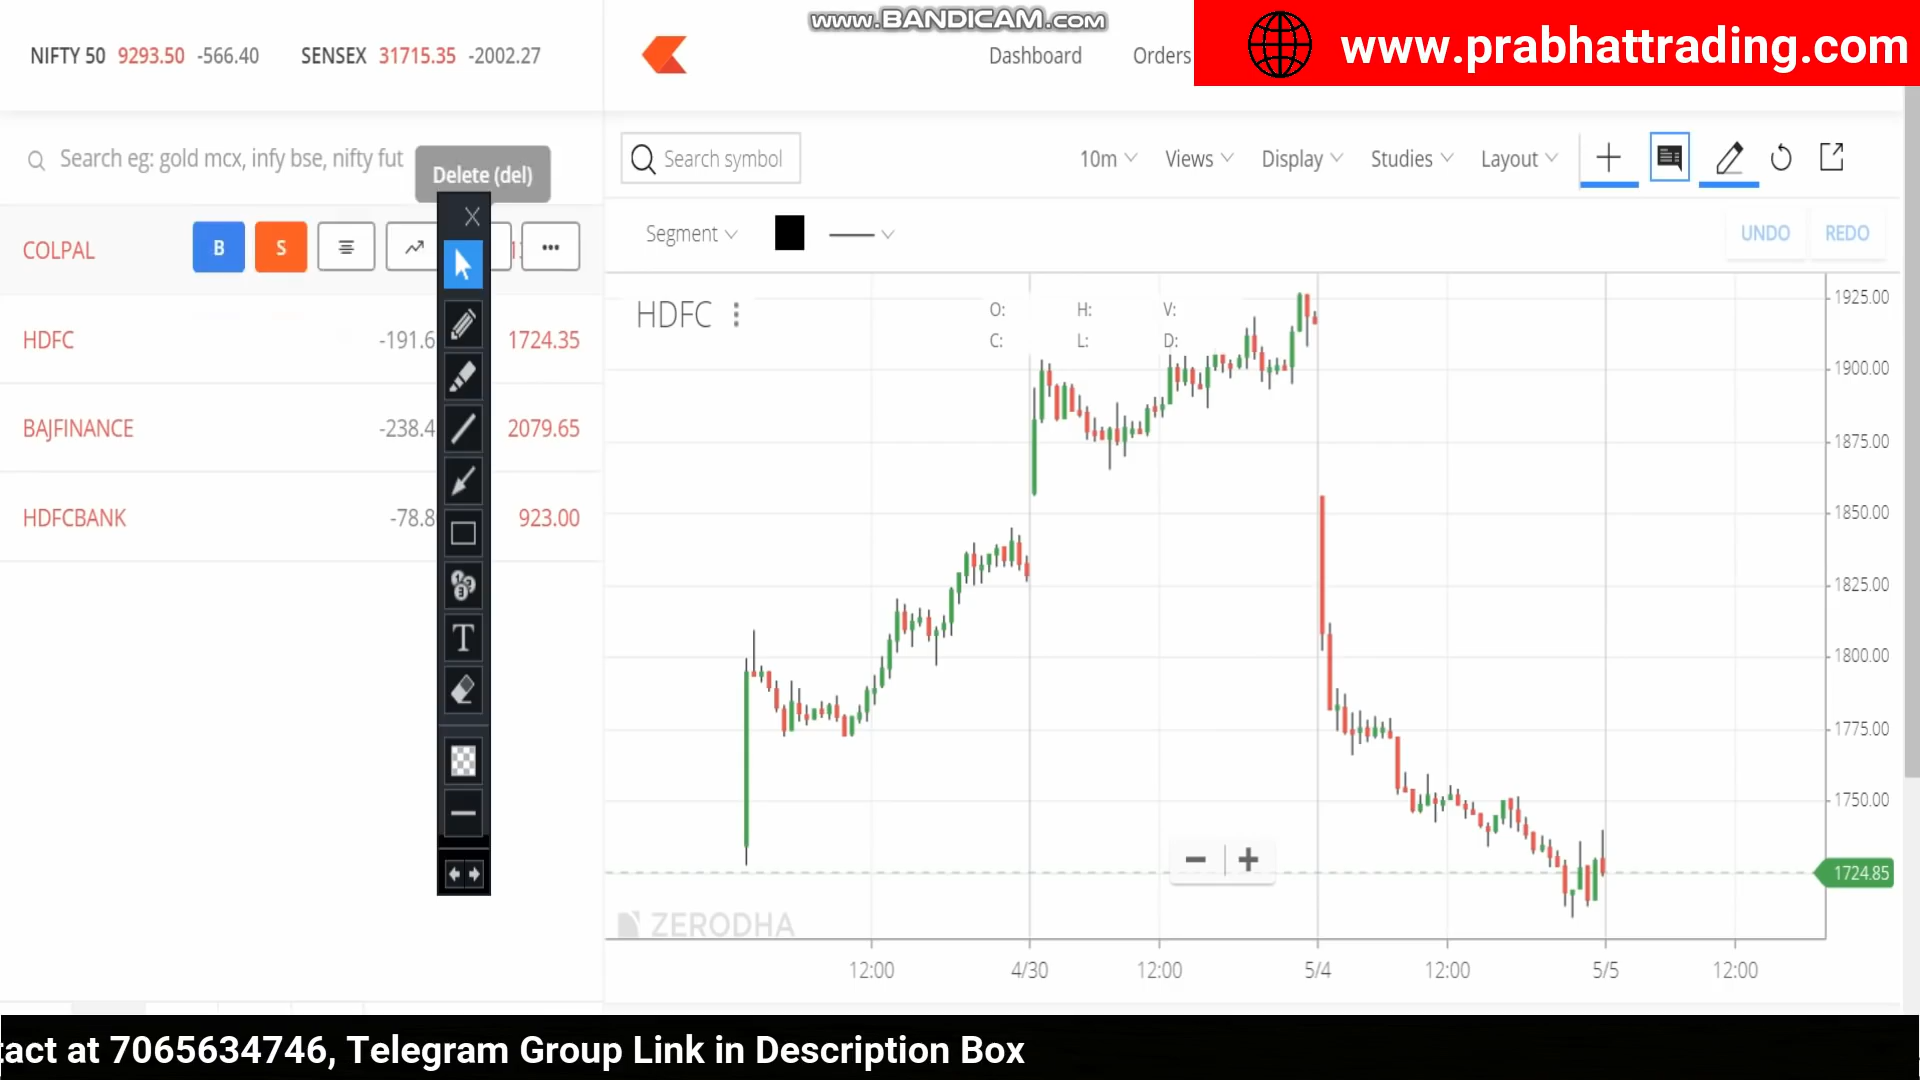 www.BANDICAM.com
www.prabhattrading.com
NIFTY 50 9293.50 -566.40 SENSEX 31715.35 -2002.27
Dashboard Orders
Search eg: gold mcx, infy bse, nifty fut
Delete (del)
Search symbol
10m Views Display Studies Layout
COLPAL B S
Segment UNDO REDO
HDFC -191.6 1724.35
BAJFINANCE -238.4 2079.65
HDFCBANK -78.8 923.00
HDFC
O: H: V:
C: L: D:
T
1925.00
1900.00
1875.00
1850.00
1825.00
1800.00
1775.00
1750.00
1724.85
ZERODHA
12:00 4/30 12:00 5/4 12:00 5/5 12:00
tact at 7065634746, Telegram Group Link in Description Box